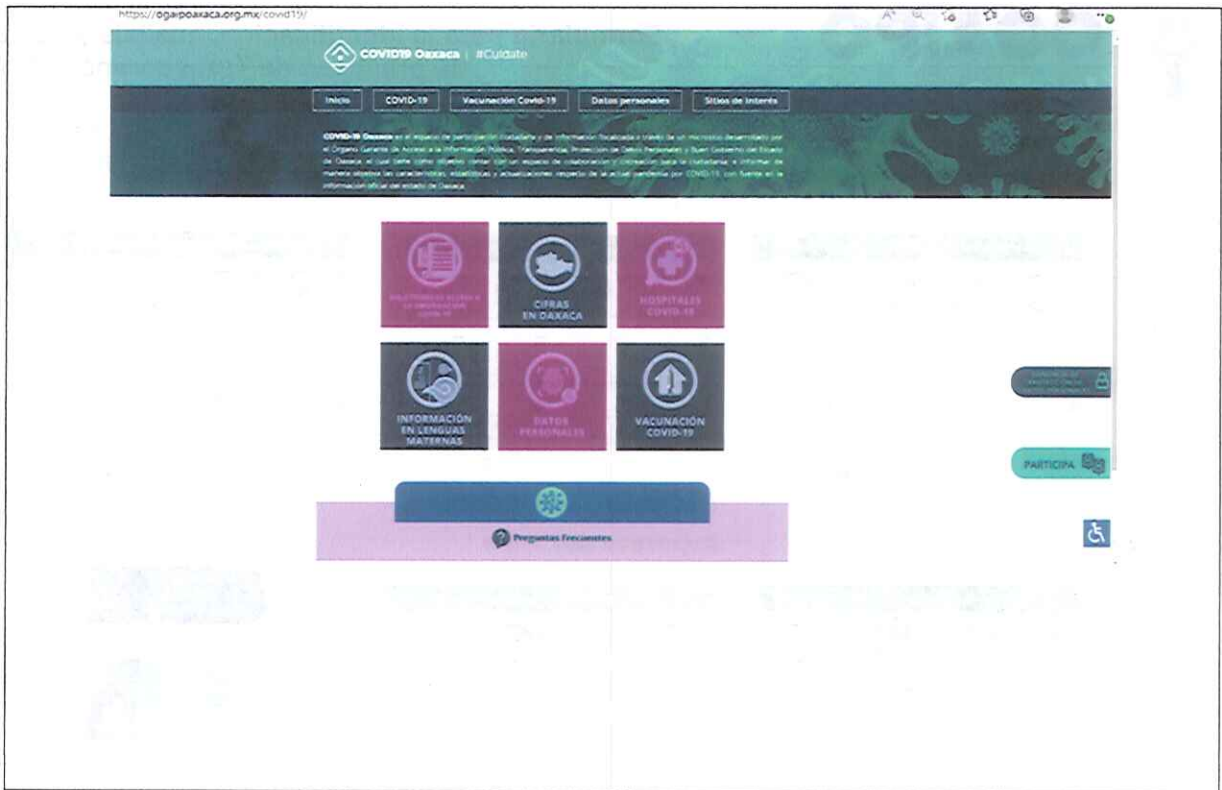 https://ogaipoaxaca.org.mx/covid19/
COVID19 Oaxaca | #Cuídate
Inicio COVID-19 Vacunación Covid-19 Datos personales Sitios de Interés
COVID-19 Oaxaca es el espacio de participación ciudadana y de información focalizada a través de un micrositio desarrollado por
el Órgano Garante de Acceso a la Información Pública, Transparencia, Protección de Datos Personales y Buen Gobierno del Estado
de Oaxaca, el cual tiene como objetivo contar con un espacio de colaboración y cocreación para la ciudadanía, e informar de
manera objetiva las características, estadísticas y actualizaciones respecto de la actual pandemia por COVID-19, con fuente en la
información oficial del estado de Oaxaca.
CIFRAS
EN OAXACA
HOSPITALES
COVID-19
INFORMACIÓN
EN LENGUAS
MATERNAS
DATOS
PERSONALES
VACUNACIÓN
COVID-19
PARTICIPA
Preguntas Frecuentes